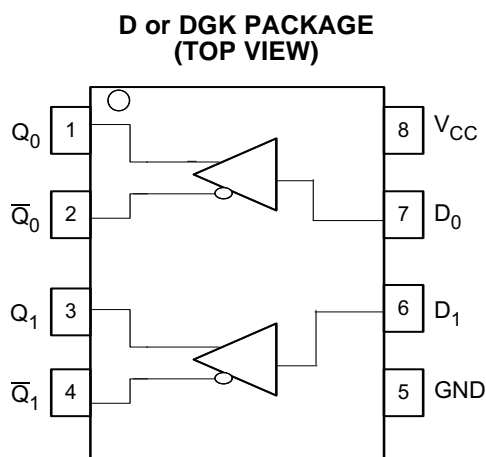 D or DGK PACKAGE
(TOP VIEW)
Q₀ 1 8 V_CC
Q̅₀ 2 7 D₀
Q₁ 3 6 D₁
Q̅₁ 4 5 GND